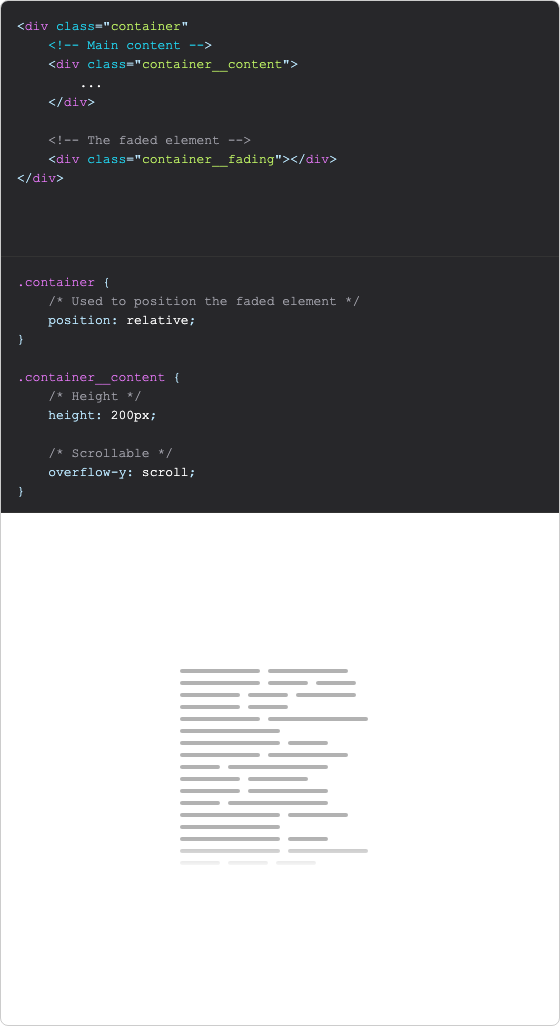 <div class="container"
    <!-- Main content -->
    <div class="container__content">
        ...
    </div>

    <!-- The faded element -->
    <div class="container__fading"></div>
</div>

.container {
    /* Used to position the faded element */
    position: relative;
}

.container__content {
    /* Height */
    height: 200px;

    /* Scrollable */
    overflow-y: scroll;
}